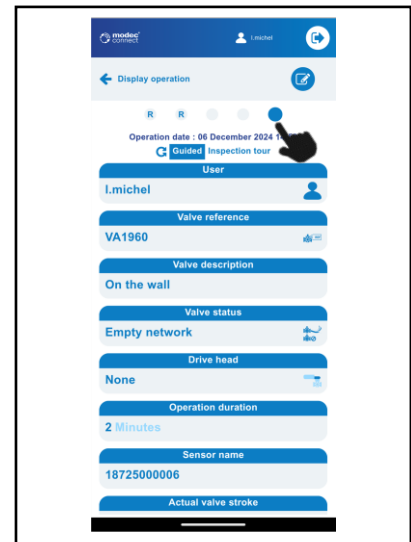 modec
connect
l.michel
Display operation
R R
Operation date : 06 December 2024
Guided Inspection tour
User
l.michel
Valve reference
VA1960
Valve description
On the wall
Valve status
Empty network
Drive head
None
Operation duration
2 Minutes
Sensor name
18725000006
Actual valve stroke